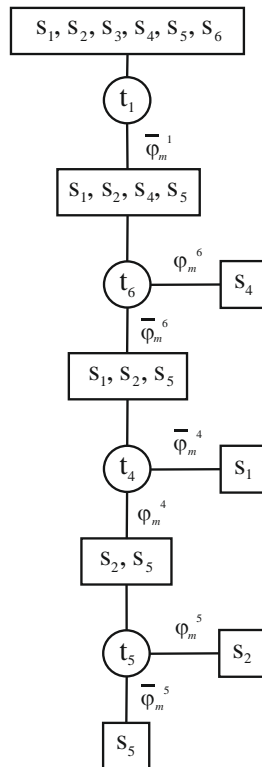 s₁, s₂, s₃, s₄, s₅, s₆
t₁
φ̅ₘ¹
s₁, s₂, s₄, s₅
t₆
φₘ⁶
s₄
φ̅ₘ⁶
s₁, s₂, s₅
t₄
φ̅ₘ⁴
s₁
φₘ⁴
s₂, s₅
t₅
φₘ⁵
s₂
φ̅ₘ⁵
s₅